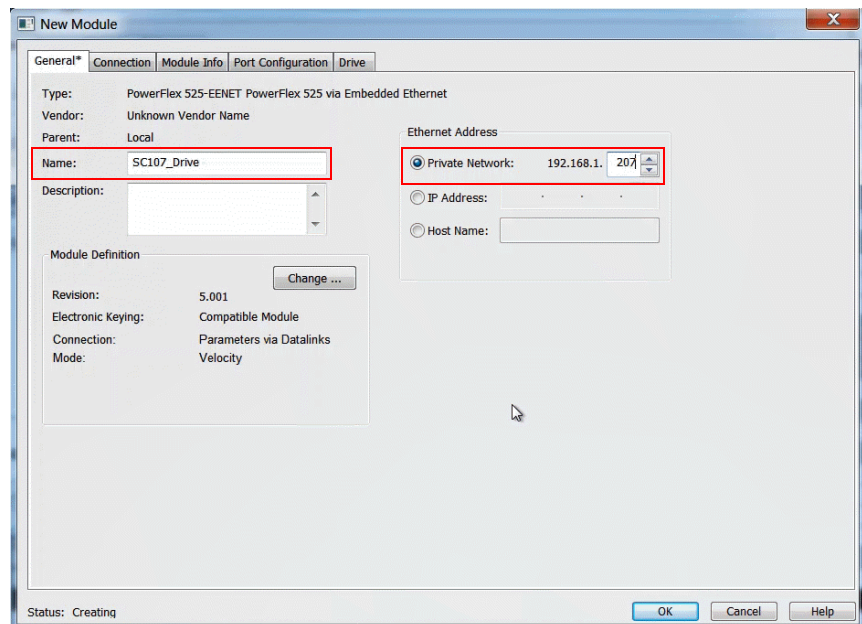 New Module
General* Connection Module Info Port Configuration Drive
Type: PowerFlex 525-EENET PowerFlex 525 via Embedded Ethernet
Vendor: Unknown Vendor Name
Parent: Local
Name: SC107_Drive
Description:
Ethernet Address
Private Network: 192.168.1. 207
IP Address: . . .
Host Name:
Module Definition
Change ...
Revision: 5.001
Electronic Keying: Compatible Module
Connection: Parameters via Datalinks
Mode: Velocity
Status: Creating
OK Cancel Help